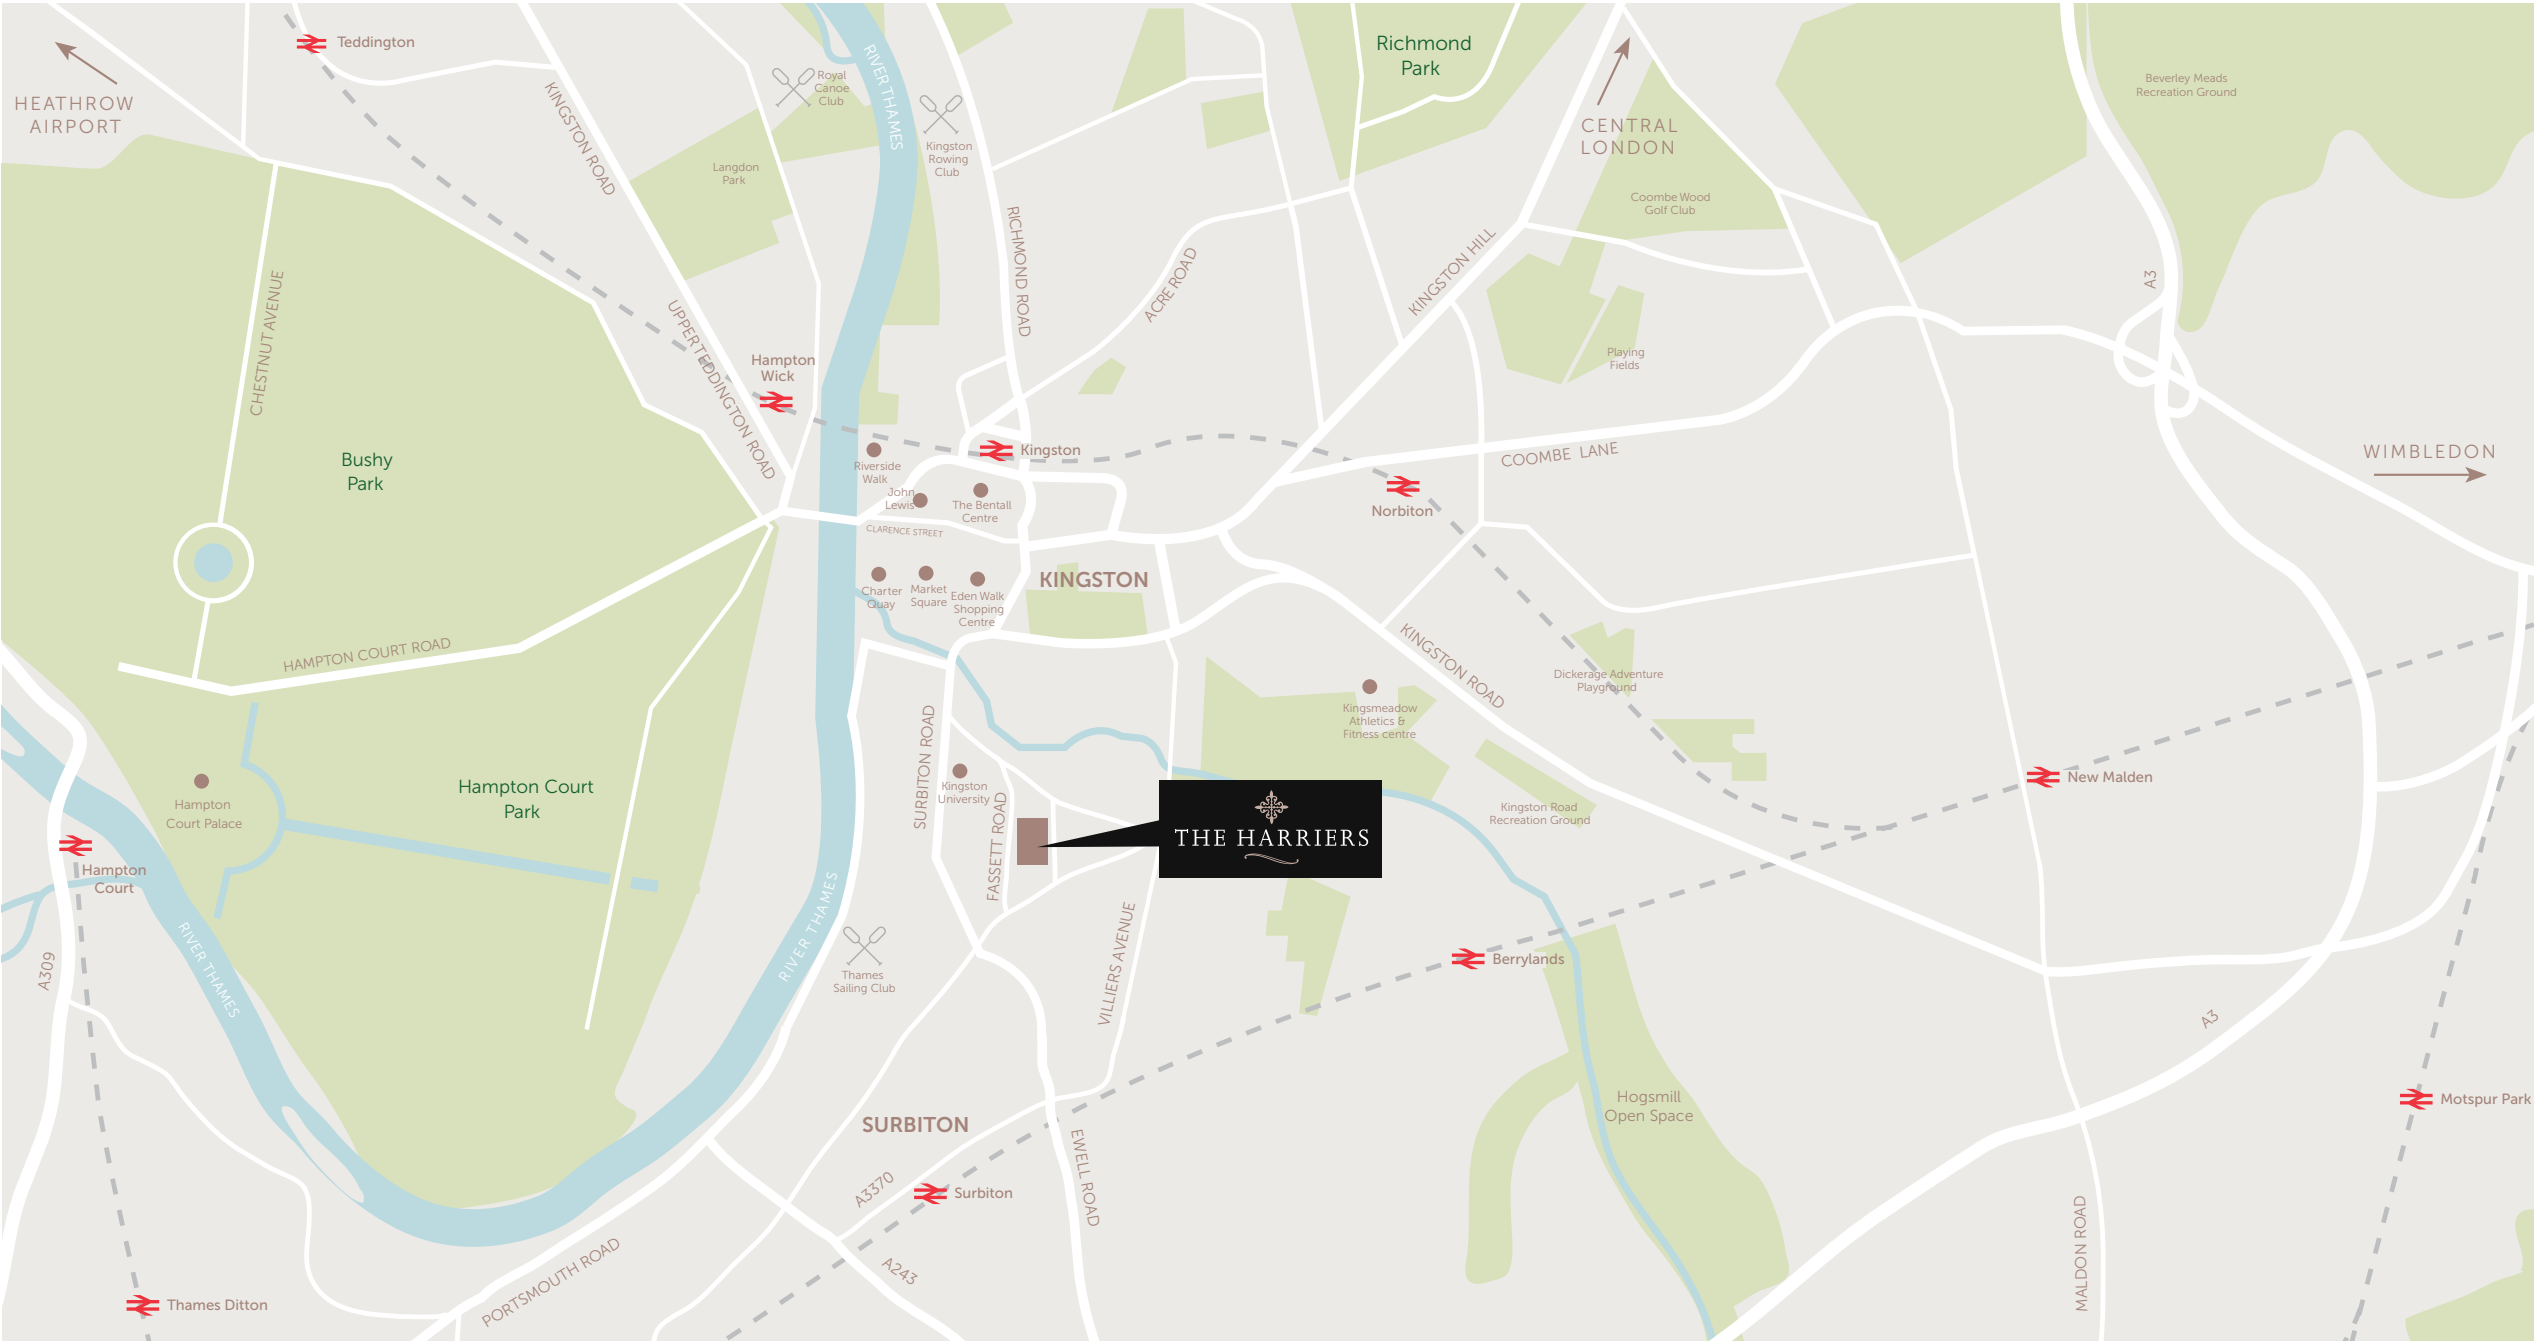 Teddington
HEATHROW
AIRPORT
KINGSTON ROAD
Royal
Canoe
Club
RIVER THAMES
Kingston
Rowing
Club
Langdon
Park
Richmond
Park
CENTRAL
LONDON
Coombe Wood
Golf Club
Beverley Meads
Recreation Ground
A3
RICHMOND ROAD
ACRE ROAD
KINGSTON HILL
Playing
Fields
CHESTNUT AVENUE
UPPER TEDDINGTON ROAD
Hampton
Wick
Bushy
Park
Riverside
Walk
Kingston
John
Lewis
The Bentall
Centre
CLARENCE STREET
Norbiton
COOMBE LANE
WIMBLEDON
KINGSTON
Charter
Quay
Market
Square
Eden Walk
Shopping
Centre
HAMPTON COURT ROAD
KINGSTON ROAD
Dickerage Adventure
Playground
Kingsmeadow
Athletics &
Fitness centre
SURBITON ROAD
Kingston
University
FASSETT ROAD
THE HARRIERS
Kingston Road
Recreation Ground
New Malden
Hampton
Court Palace
Hampton Court
Park
Hampton
Court
RIVER THAMES
RIVER THAMES
A309
Thames
Sailing Club
VILLIERS AVENUE
Berrylands
A3
Hogsmill
Open Space
Motspur Park
SURBITON
EWELL ROAD
A3370
Surbiton
MALDON ROAD
A243
PORTSMOUTH ROAD
Thames Ditton